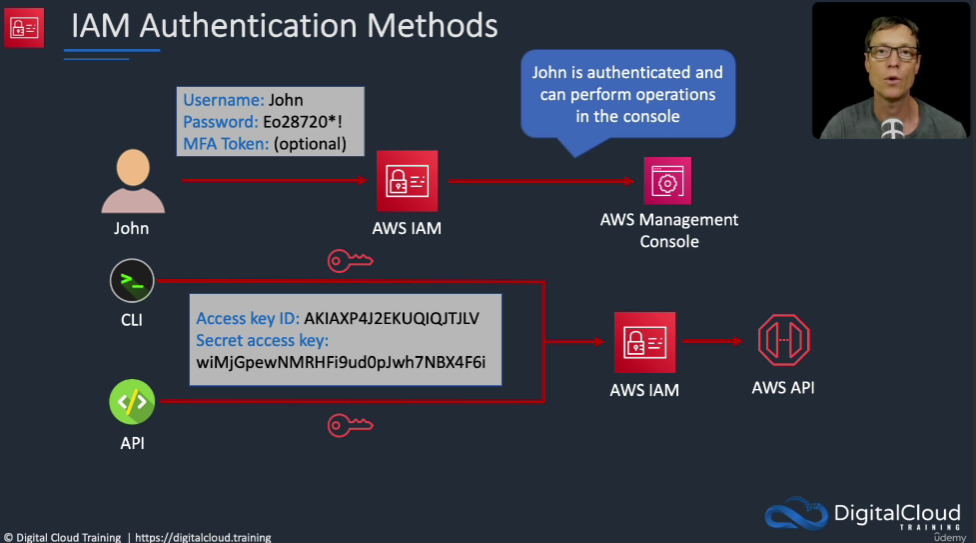 IAM Authentication Methods
Username: John
Password: Eo28720*!
MFA Token: (optional)
John is authenticated and
can perform operations
in the console
John
AWS IAM
AWS Management
Console
CLI
Access key ID: AKIAXP4J2EKUQIQJTJLV
Secret access key:
wiMjGpewNMRHFi9ud0pJwh7NBX4F6i
AWS IAM
AWS API
API
DigitalCloud
TRAINING
© Digital Cloud Training | https://digitalcloud.training
ûdemy